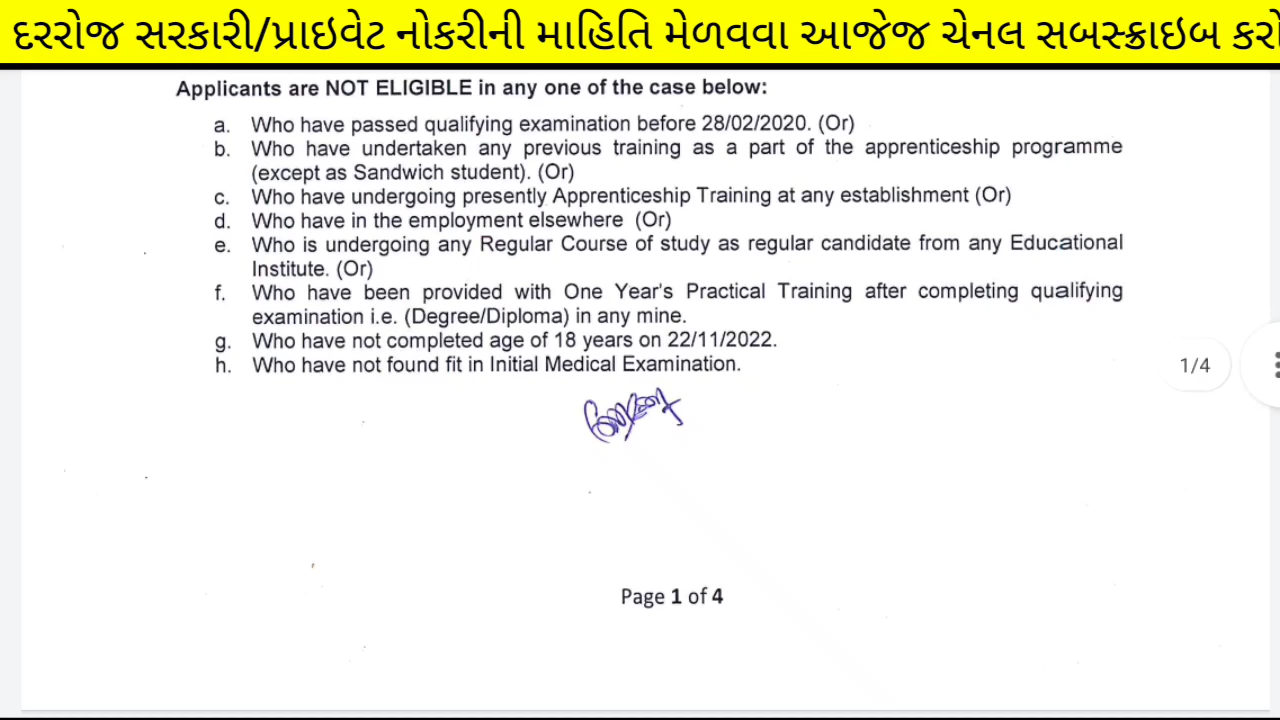 દરરોજ સરકારી/પ્રાઇવેટ નોકરીની માહિતિ મેળવવા આજેજ ચેનલ સબસ્ક્રાઇબ કરો
Applicants are NOT ELIGIBLE in any one of the case below:
a. Who have passed qualifying examination before 28/02/2020. (Or)
b. Who have undertaken any previous training as a part of the apprenticeship programme
(except as Sandwich student). (Or)
c. Who have undergoing presently Apprenticeship Training at any establishment (Or)
d. Who have in the employment elsewhere (Or)
e. Who is undergoing any Regular Course of study as regular candidate from any Educational
Institute. (Or)
f. Who have been provided with One Year's Practical Training after completing qualifying
examination i.e. (Degree/Diploma) in any mine.
g. Who have not completed age of 18 years on 22/11/2022.
1/4
h. Who have not found fit in Initial Medical Examination.
Page 1 of 4